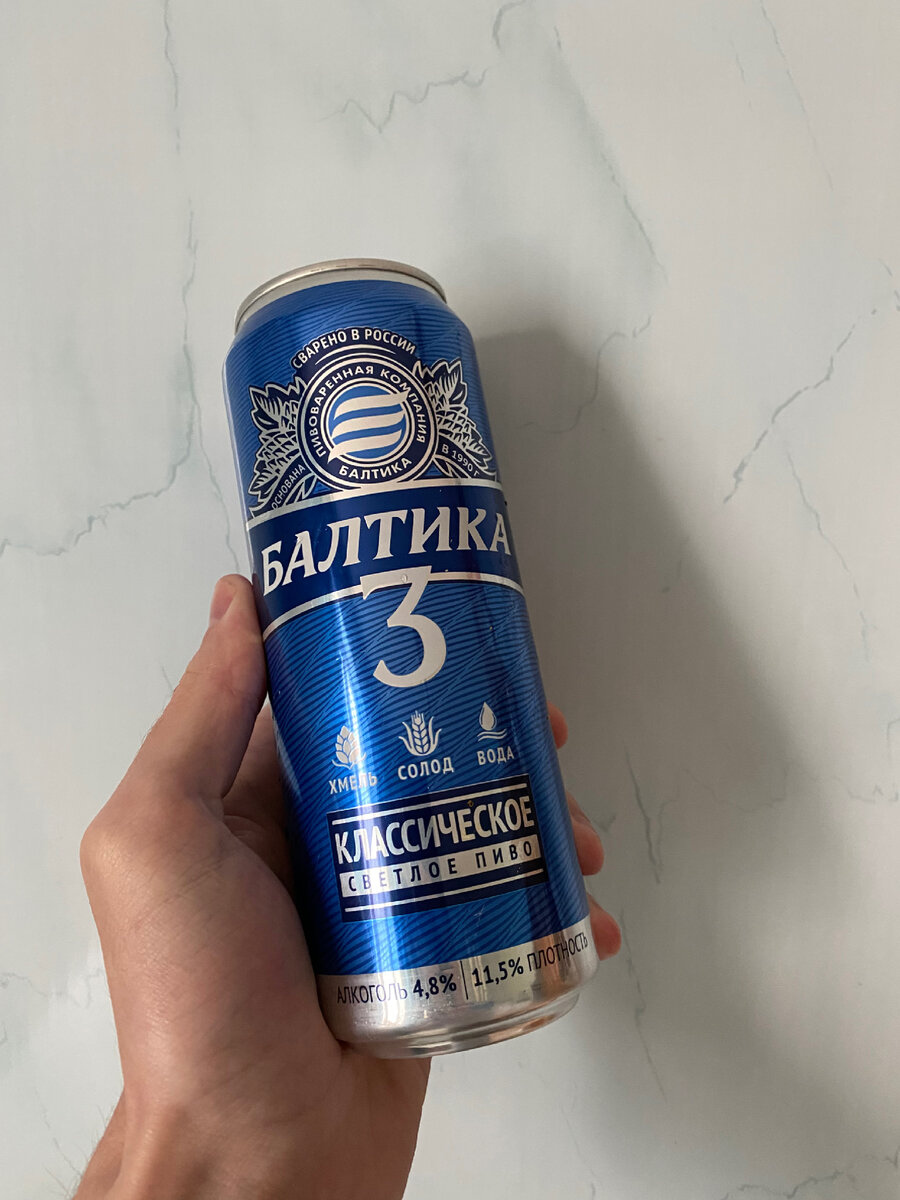 СВАРЕНО В РОССИИ
ПИВОВАРЕННАЯ КОМПАНИЯ
БАЛТИКА
ОСНОВАНА
В 1990 г.
БАЛТИКА
3
ХМЕЛЬ СОЛОД ВОДА
КЛАССИЧЕСКОЕ
СВЕТЛОЕ ПИВО
АЛКОГОЛЬ 4,8% 11,5% ПЛОТНОСТЬ